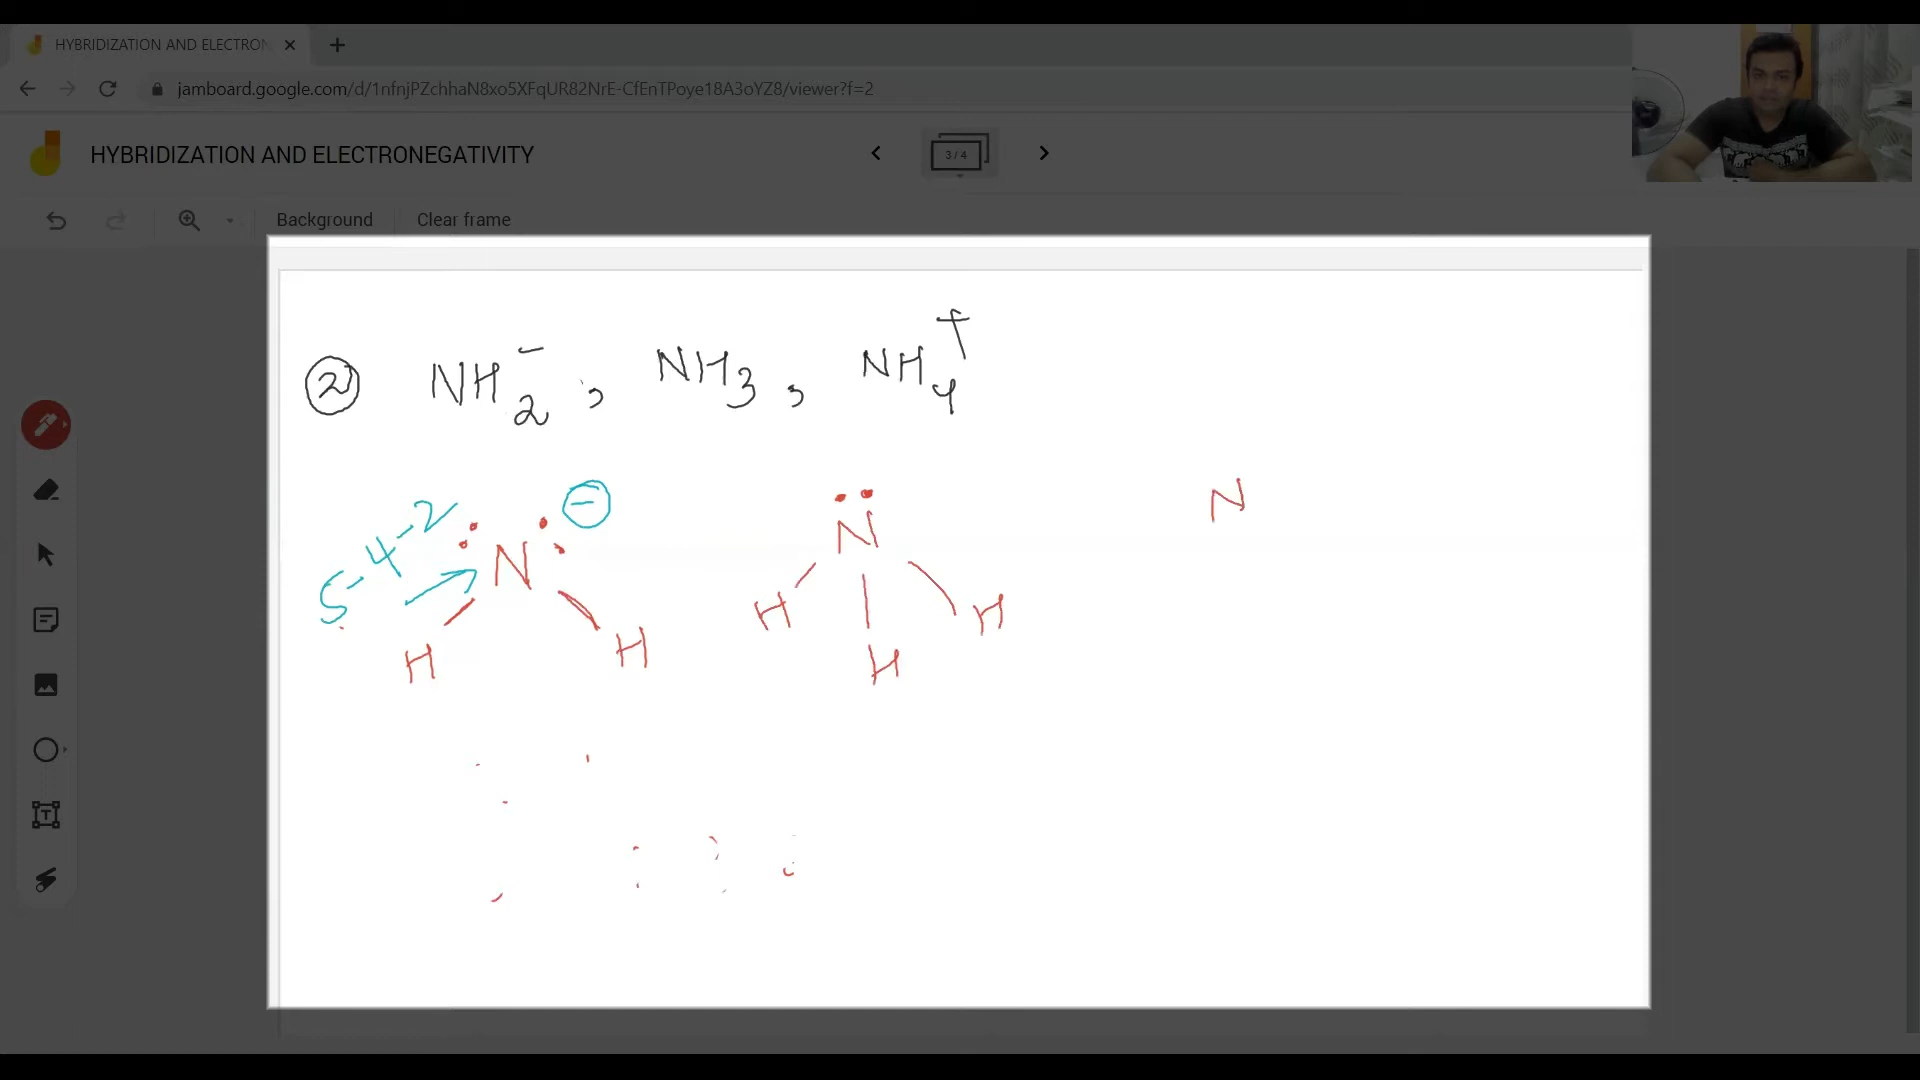 HYBRIDIZATION AND ELECTRON
jamboard.google.com/d/1nfnjPZchhaN8xo5XFqUR82NrE-CfEnTPoye18A3oYZ8/viewer?f=2
HYBRIDIZATION AND ELECTRONEGATIVITY
3 / 4
Background Clear frame
② NH₂⁻, NH₃, NH₄⁺
5-4-2 N ⊖
H H
N
H H H
N